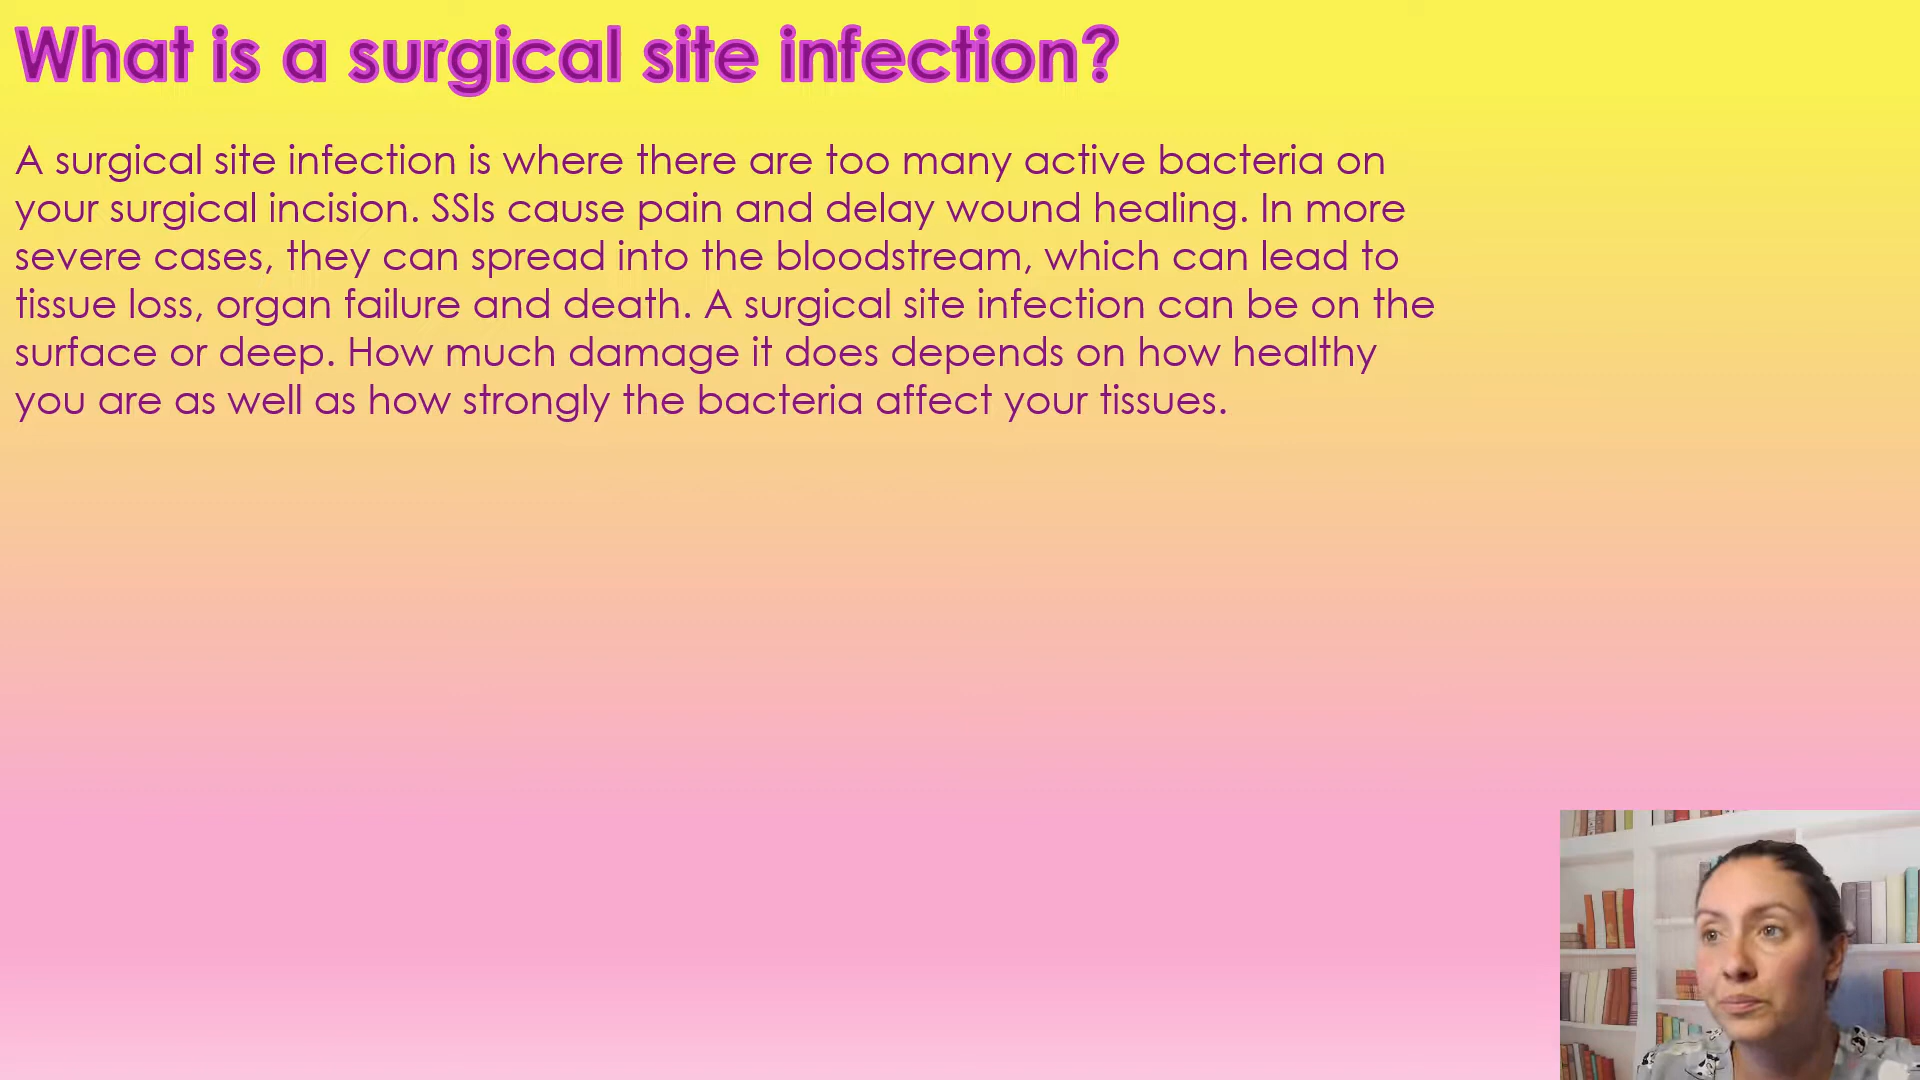 What is a surgical site infection?
A surgical site infection is where there are too many active bacteria on
your surgical incision. SSIs cause pain and delay wound healing. In more
severe cases, they can spread into the bloodstream, which can lead to
tissue loss, organ failure and death. A surgical site infection can be on the
surface or deep. How much damage it does depends on how healthy
you are as well as how strongly the bacteria affect your tissues.